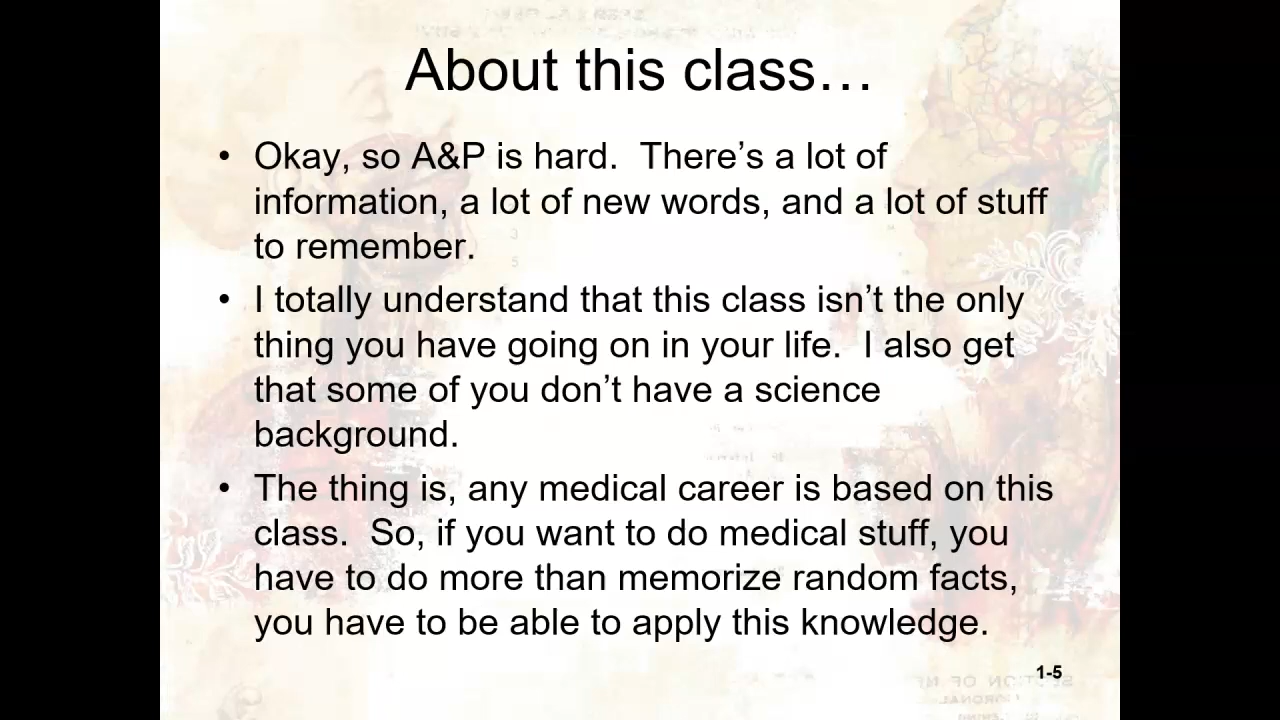 About this class…
• Okay, so A&P is hard.  There’s a lot of
information, a lot of new words, and a lot of stuff
to remember.
• I totally understand that this class isn’t the only
thing you have going on in your life.  I also get
that some of you don’t have a science
background.
• The thing is, any medical career is based on this
class.  So, if you want to do medical stuff, you
have to do more than memorize random facts,
you have to be able to apply this knowledge.
1-5